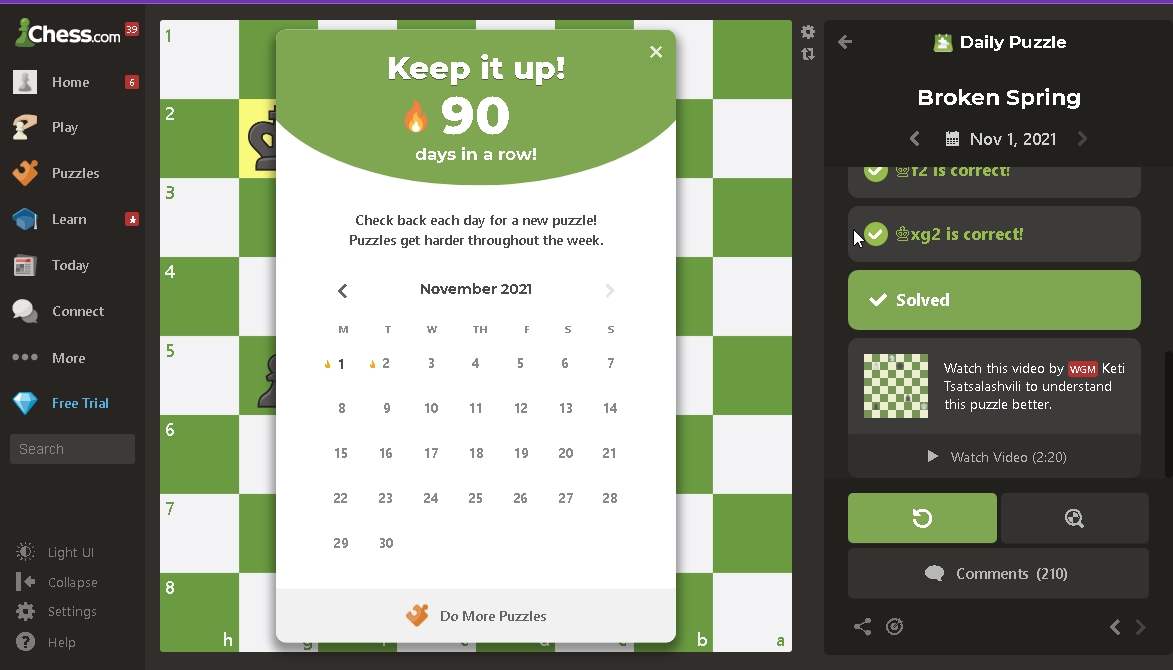 Chess.com 39
Home 6
Play
Puzzles
Learn
Today
Connect
More
Free Trial
Search
Light UI
Collapse
Settings
Help
1
2
3
4
5
6
7
8
h
b
a
Keep it up!
90
days in a row!
Check back each day for a new puzzle!
Puzzles get harder throughout the week.
November 2021
M T W TH F S S
1 2 3 4 5 6 7
8 9 10 11 12 13 14
15 16 17 18 19 20 21
22 23 24 25 26 27 28
29 30
Do More Puzzles
Daily Puzzle
Broken Spring
Nov 1, 2021
♔f2 is correct!
♔xg2 is correct!
Solved
Watch this video by WGM Keti
Tsatsalashvili to understand
this puzzle better.
Watch Video (2:20)
Comments (210)